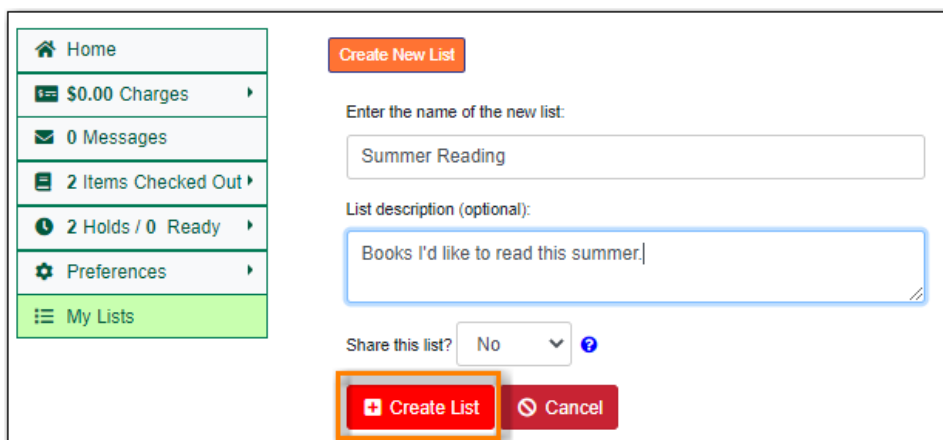 Home
$0.00 Charges
0 Messages
2 Items Checked Out
2 Holds / 0 Ready
Preferences
My Lists
Create New List
Enter the name of the new list:
Summer Reading
List description (optional):
Books I'd like to read this summer.
Share this list? No
Create List
Cancel